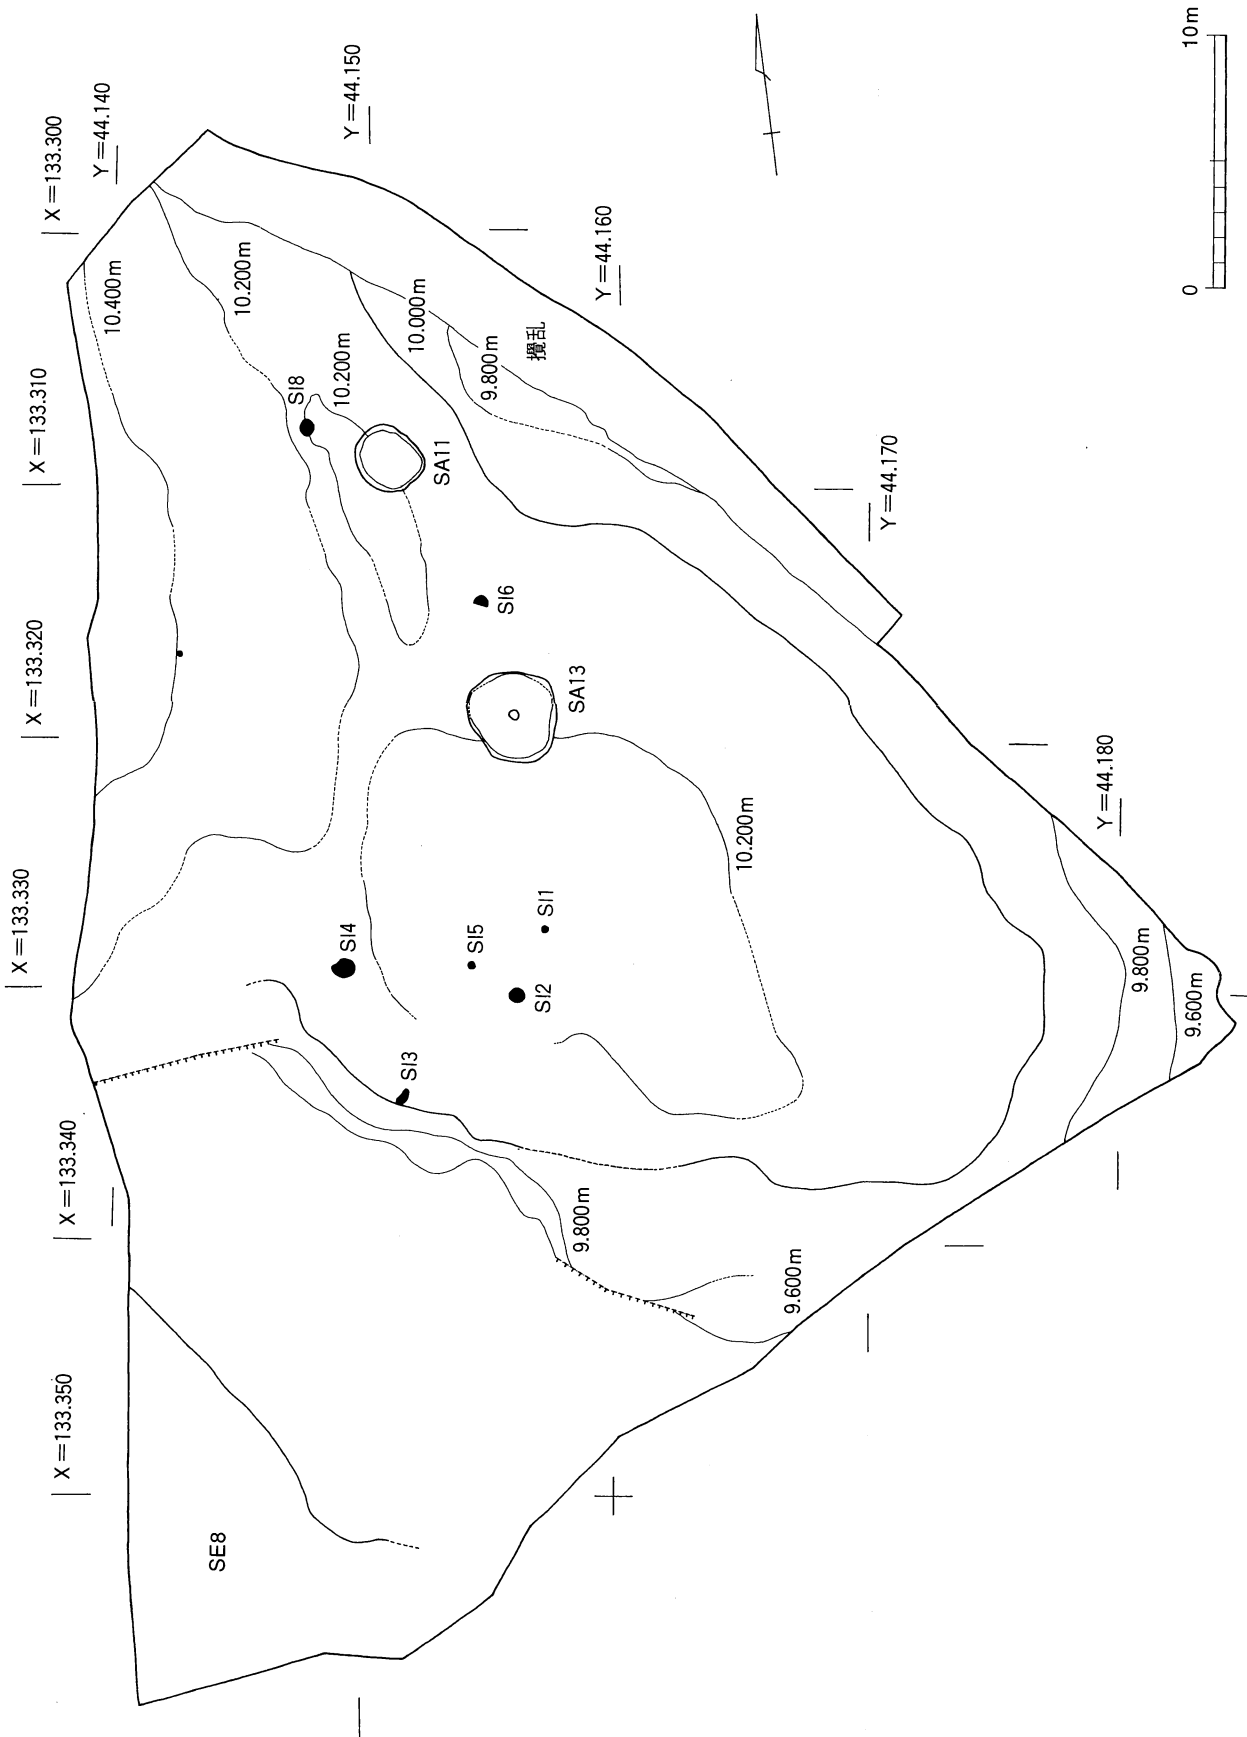 X=133.300
X=133.310
X=133.320
X=133.330
X=133.340
X=133.350
Y=44.140
Y=44.150
Y=44.160
Y=44.170
Y=44.180
10.400m
10.200m
10.200m
10.000m
9.800m
攪乱
SI8
SA11
SI6
SA13
10.200m
SI4
SI5
SI1
SI2
SI3
9.800m
9.600m
9.800m
9.600m
SE8
0
10m